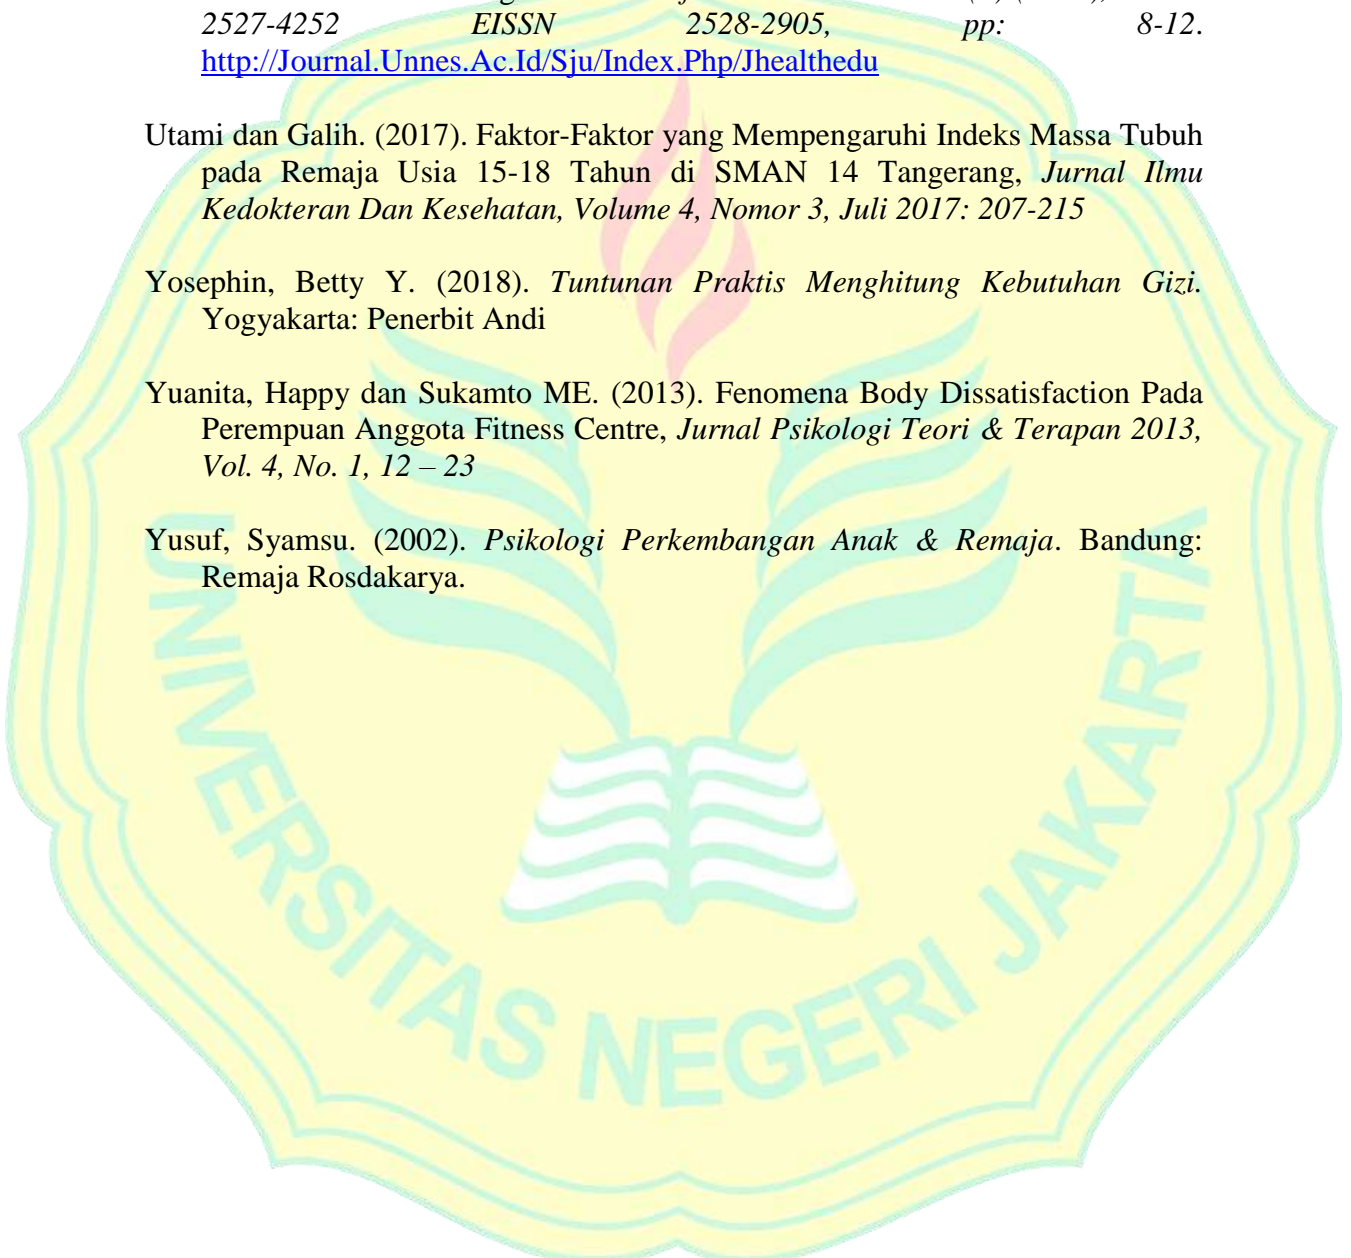 2527-4252 EISSN 2528-2905, pp: 8-12.
http://Journal.Unnes.Ac.Id/Sju/Index.Php/Jhealthedu
Utami dan Galih. (2017). Faktor-Faktor yang Mempengaruhi Indeks Massa Tubuh
pada Remaja Usia 15-18 Tahun di SMAN 14 Tangerang, Jurnal Ilmu
Kedokteran Dan Kesehatan, Volume 4, Nomor 3, Juli 2017: 207-215
Yosephin, Betty Y. (2018). Tuntunan Praktis Menghitung Kebutuhan Gizi.
Yogyakarta: Penerbit Andi
Yuanita, Happy dan Sukamto ME. (2013). Fenomena Body Dissatisfaction Pada
Perempuan Anggota Fitness Centre, Jurnal Psikologi Teori & Terapan 2013,
Vol. 4, No. 1, 12 – 23
Yusuf, Syamsu. (2002). Psikologi Perkembangan Anak & Remaja. Bandung:
Remaja Rosdakarya.
UNIVERSITAS NEGERI JAKARTA